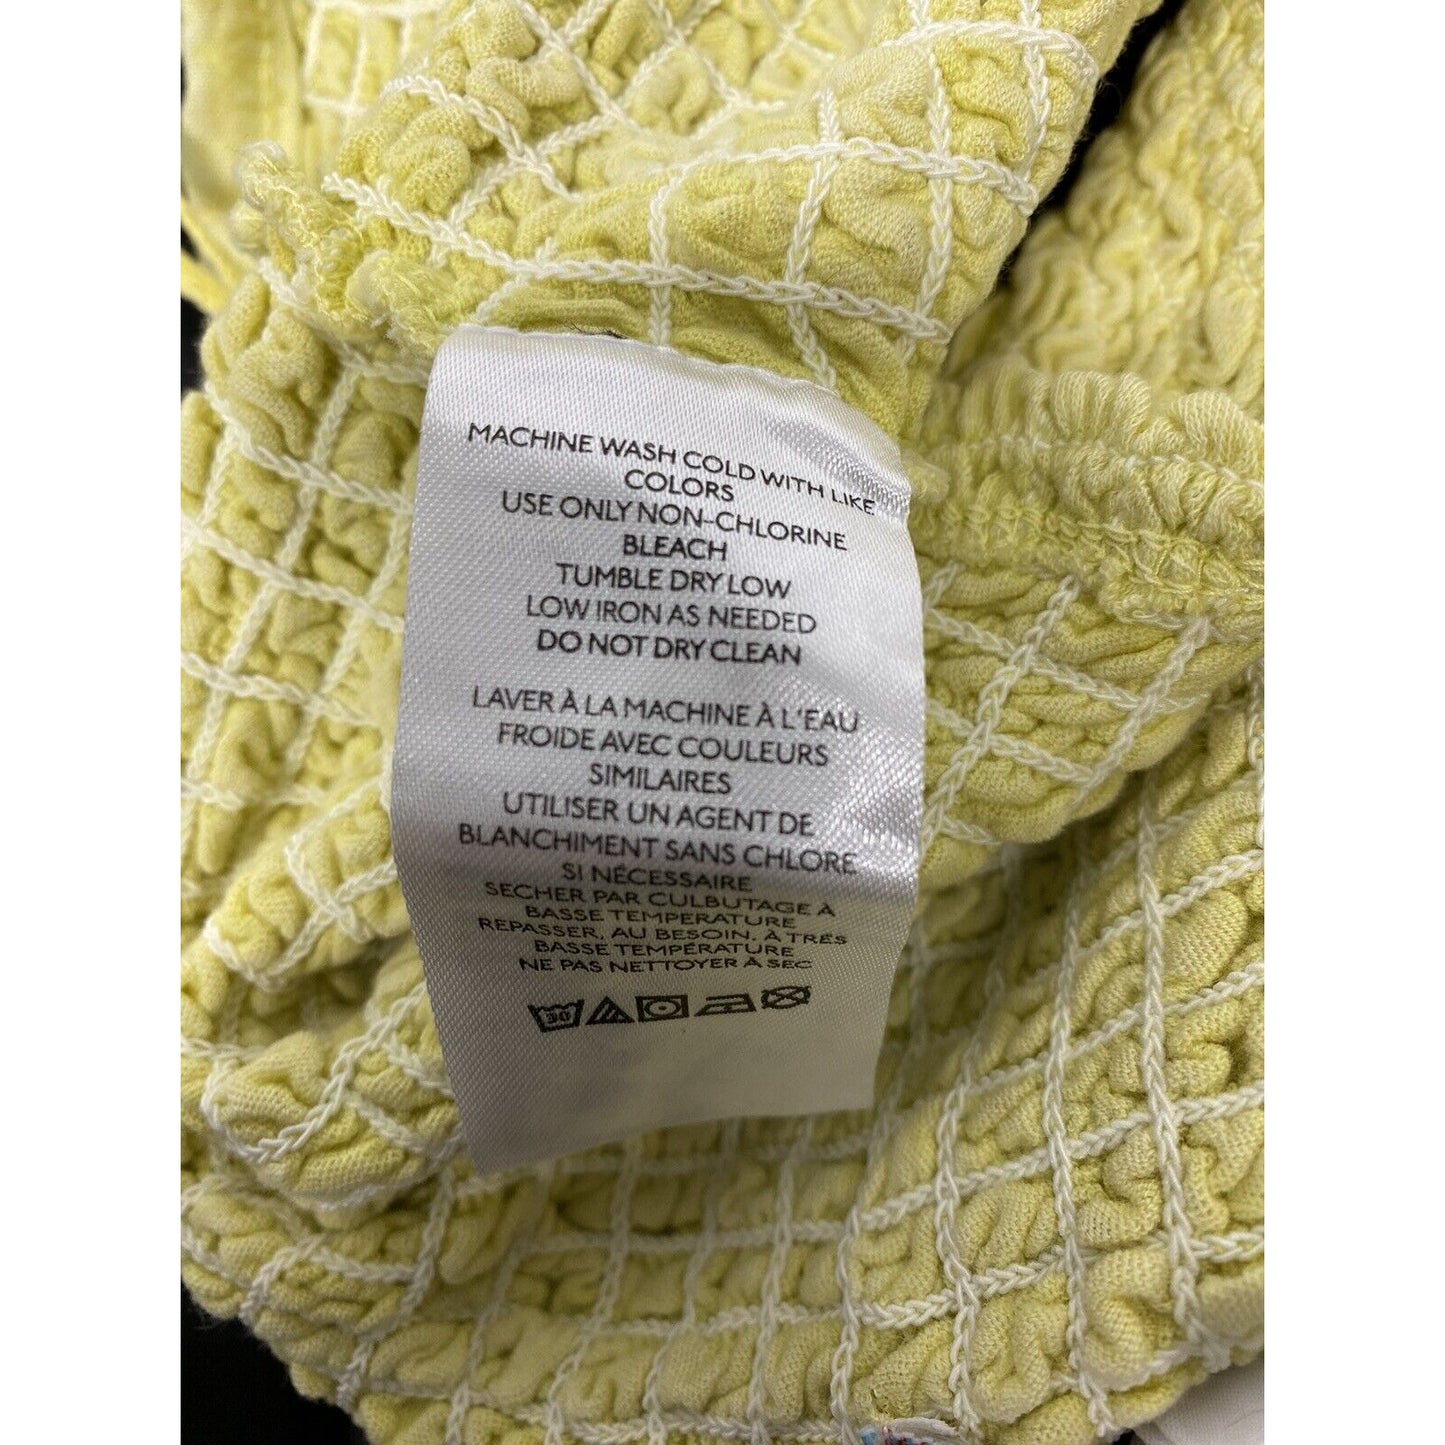 MACHINE WASH COLD WITH LIKE
COLORS
USE ONLY NON-CHLORINE
BLEACH
TUMBLE DRY LOW
LOW IRON AS NEEDED
DO NOT DRY CLEAN
LAVER À LA MACHINE À L'EAU
FROIDE AVEC COULEURS
SIMILAIRES
UTILISER UN AGENT DE
BLANCHIMENT SANS CHLORE
SI NÉCESSAIRE
SECHER PAR CULBUTAGE À
BASSE TEMPERATURE
REPASSER, AU BESOIN, À TRÈS
BASSE TEMPÉRATURE
NE PAS NETTOYER À SEC
30